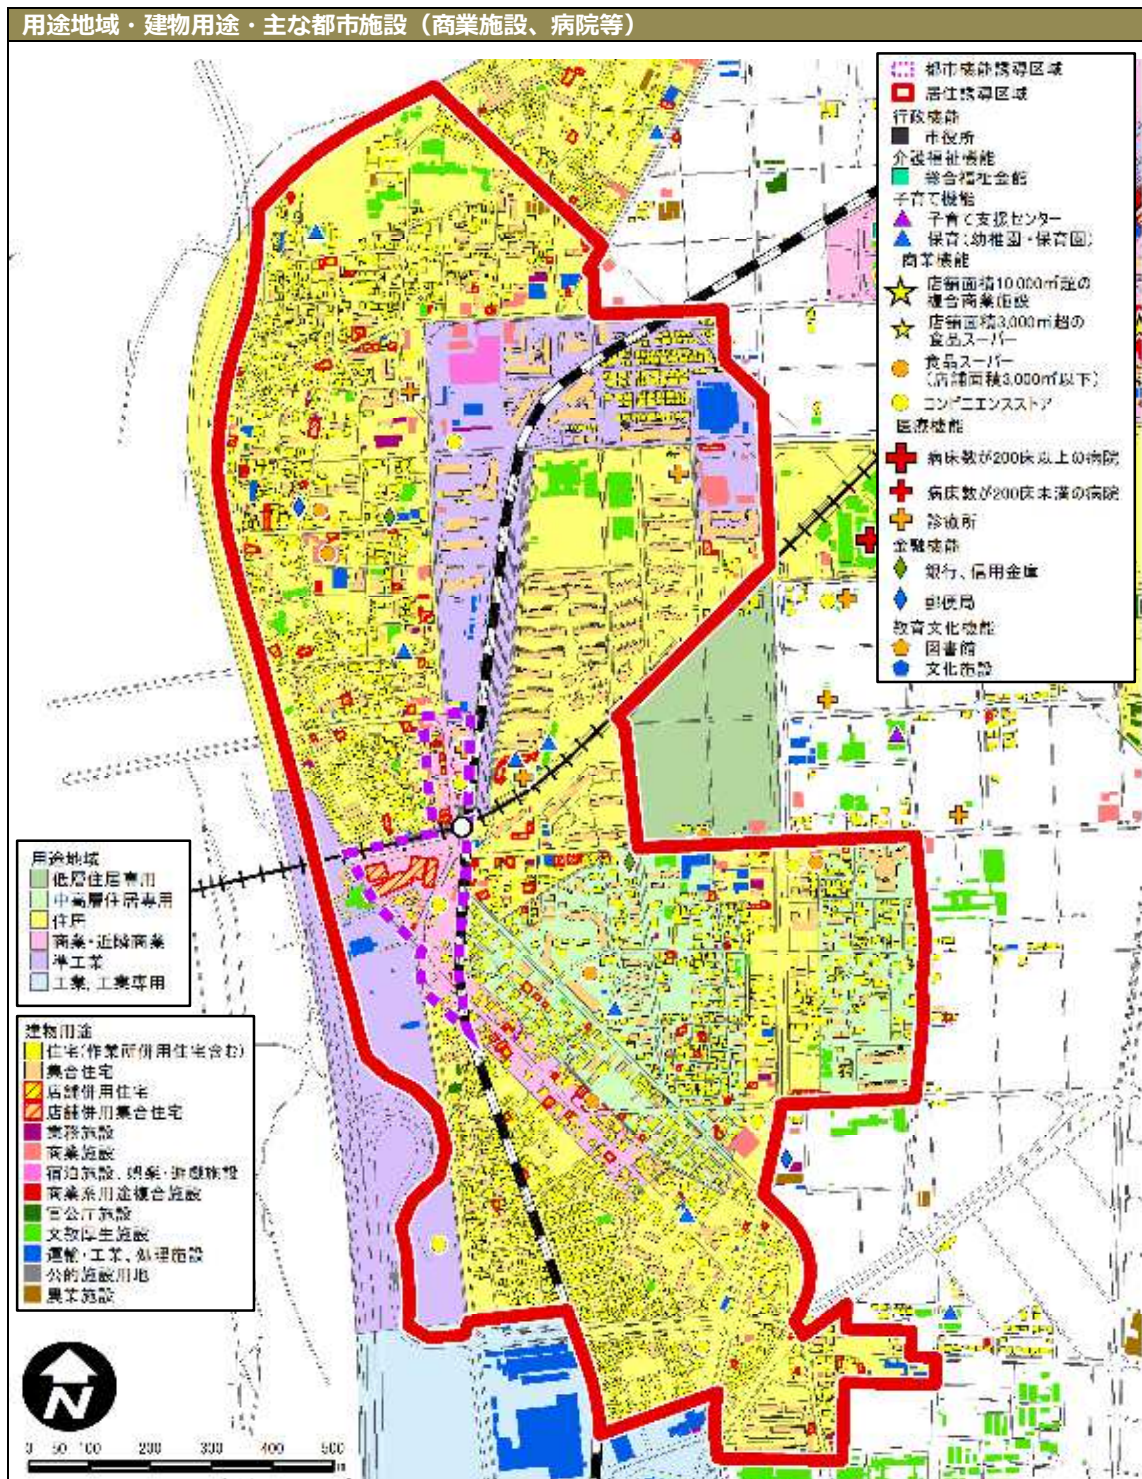 用途地域・建物用途・主な都市施設（商業施設、病院等）
都市機能誘導区域
居住誘導区域
行政機能
市役所
介護福祉機能
総合福祉会館
子育て機能
子育て支援センター
保育（幼稚園・保育園）
商業機能
店舗面積10,000㎡超の
複合商業施設
店舗面積3,000㎡超の
食品スーパー
食品スーパー
（店舗面積3,000㎡以下）
コンビニエンスストア
医療機能
病床数が200床以上の病院
病床数が200床未満の病院
診療所
金融機能
銀行、信用金庫
郵便局
教育文化機能
図書館
文化施設
用途地域
低層住居専用
中高層住居専用
住居
商業・近隣商業
準工業
工業、工業専用
建物用途
住宅（作業所併用住宅含む）
集合住宅
店舗併用住宅
店舗併用集合住宅
業務施設
商業施設
宿泊施設、娯楽・遊戯施設
商業系用途複合施設
官公庁施設
文教厚生施設
運輸・工業、処理施設
公的施設用地
農業施設
N
0 50 100 200 300 400 500
m